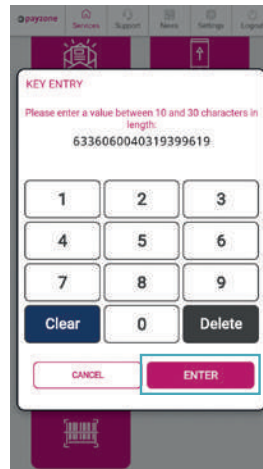 payzone Services Support News Settings Logout
KEY ENTRY
Please enter a value between 10 and 30 characters in
length:
6336060040319399619
1 2 3
4 5 6
7 8 9
Clear 0 Delete
CANCEL ENTER